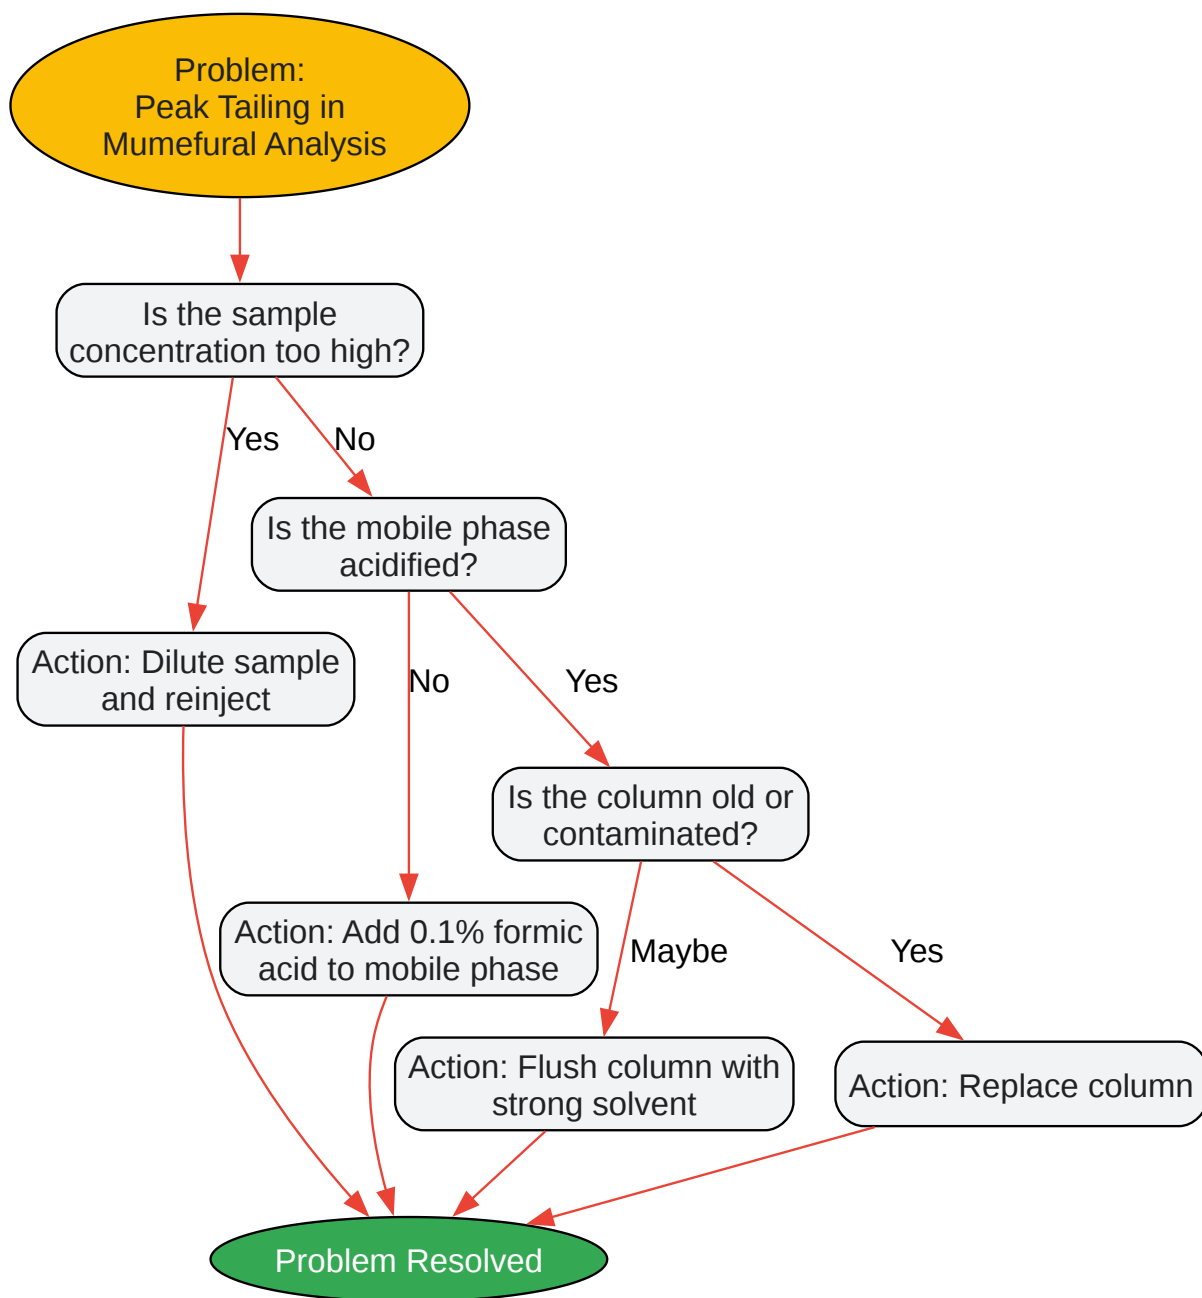 Problem:
Peak Tailing in
Mumefural Analysis
Is the sample
concentration too high?
Yes
No
Is the mobile phase
acidified?
Action: Dilute sample
and reinject
No
Yes
Is the column old or
contaminated?
Action: Add 0.1% formic
acid to mobile phase
Maybe
Yes
Action: Flush column with
strong solvent
Action: Replace column
Problem Resolved